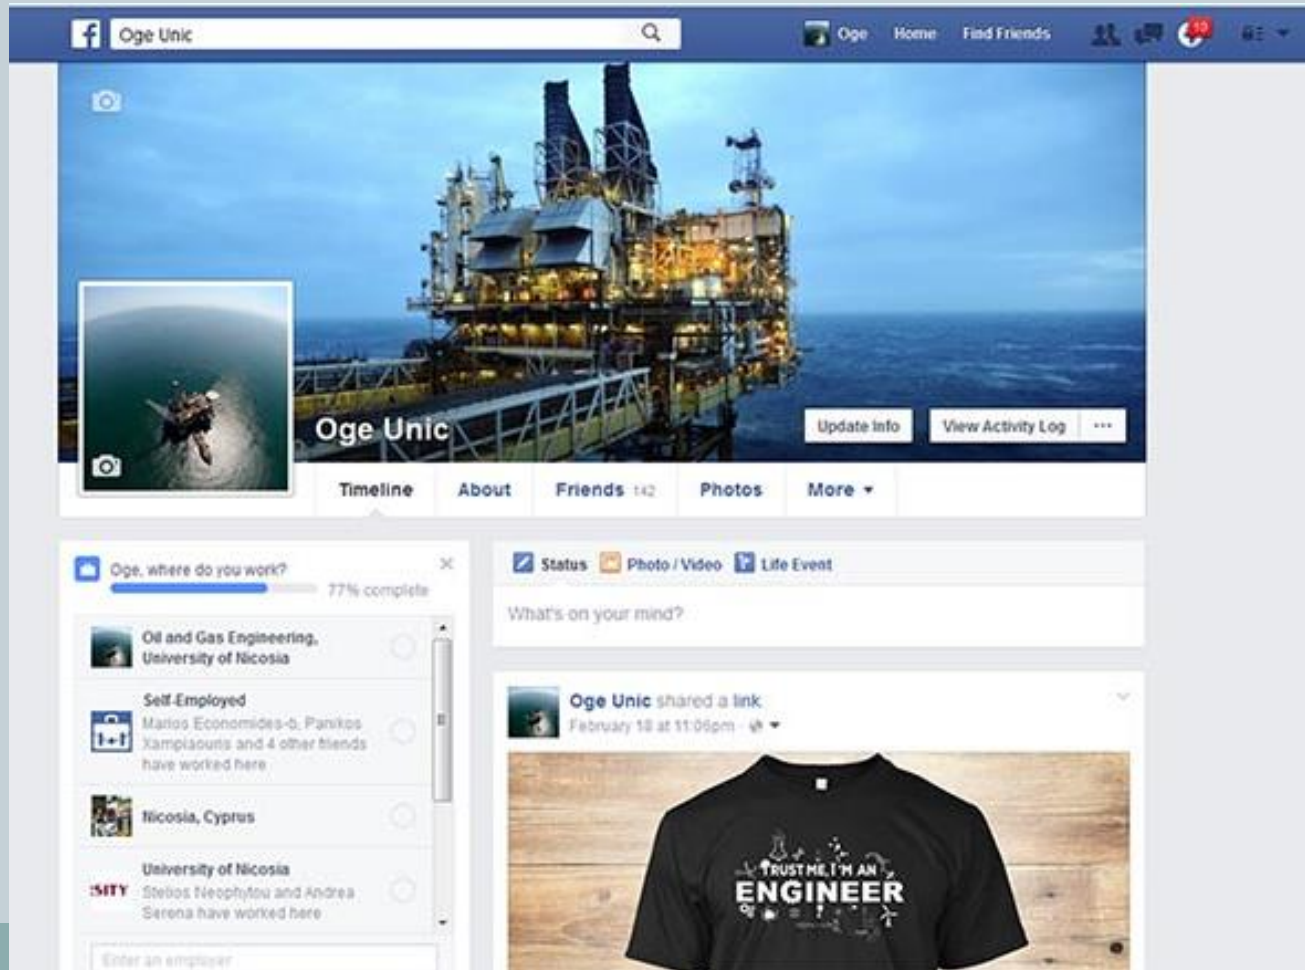 f Oge Unic
Oge Home Find Friends
Oge Unic
Update Info View Activity Log ...
Timeline About Friends 142 Photos More
Oge, where do you work?
77% complete
Oil and Gas Engineering,
University of Nicosia
Self-Employed
Marios Economides-o, Panikos
Xampiaouris and 4 other friends
have worked here
Nicosia, Cyprus
:SITY
University of Nicosia
Stelios Neophytou and Andrea
Serena have worked here
Enter an employer
Status Photo / Video Life Event
What's on your mind?
Oge Unic shared a link
February 18 at 11:06pm
TRUST ME, I'M AN
ENGINEER